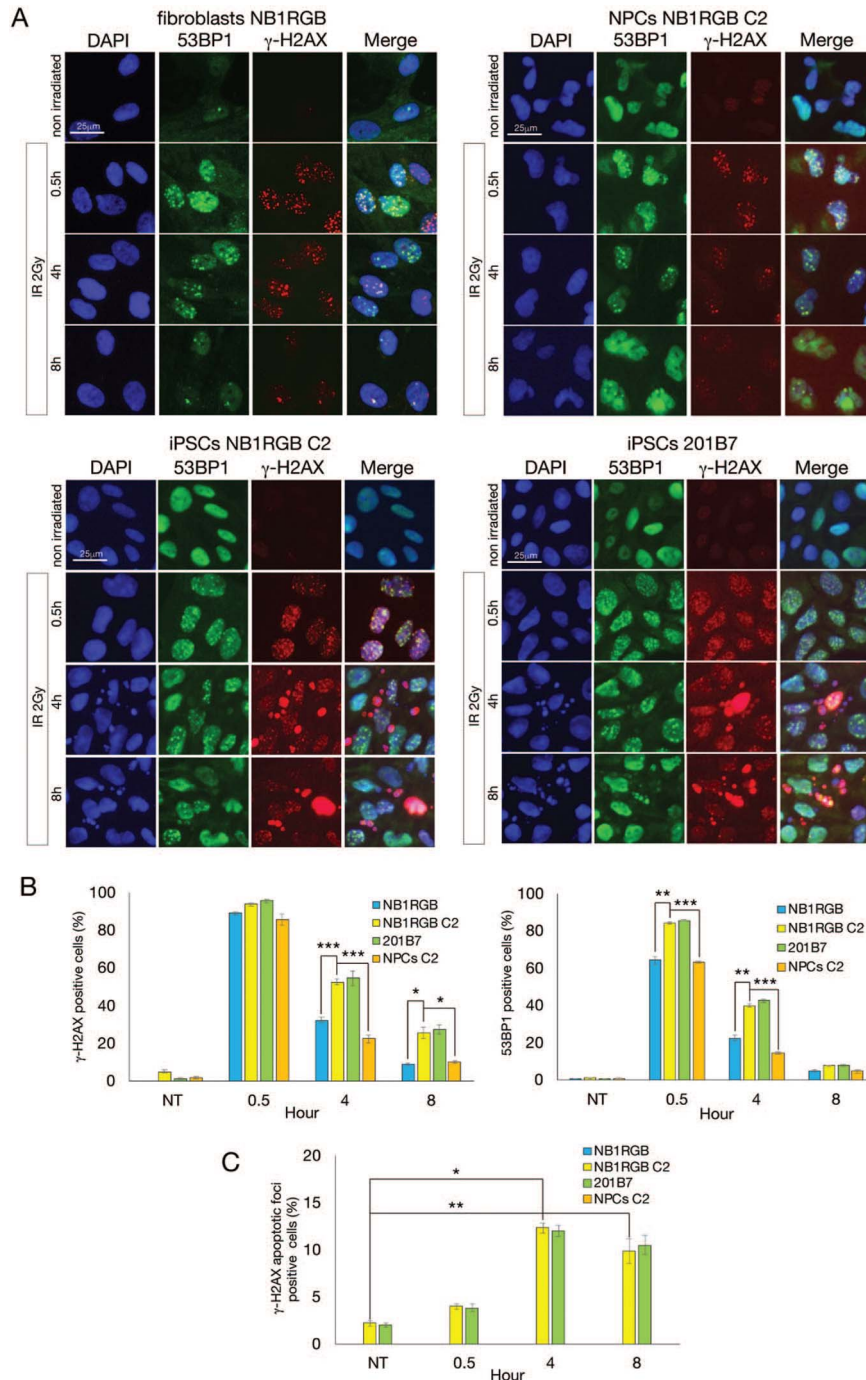 A
fibroblasts NB1RGB
DAPI 53BP1 γ-H2AX Merge
non irradiated
25μm
IR 2Gy
0.5h
4h
8h
NPCs NB1RGB C2
DAPI 53BP1 γ-H2AX Merge
non irradiated
25μm
IR 2Gy
0.5h
4h
8h
iPSCs NB1RGB C2
DAPI 53BP1 γ-H2AX Merge
non irradiated
25μm
IR 2Gy
0.5h
4h
8h
iPSCs 201B7
DAPI 53BP1 γ-H2AX Merge
non irradiated
25μm
IR 2Gy
0.5h
4h
8h
B
γ-H2AX positive cells (%)
100
80
60
40
20
0
*** ***
* *
NB1RGB
NB1RGB C2
201B7
NPCs C2
NT 0.5 4 8
Hour
53BP1 positive cells (%)
100
80
60
40
20
0
** ***
** ***
NB1RGB
NB1RGB C2
201B7
NPCs C2
NT 0.5 4 8
Hour
C
γ-H2AX apoptotic foci
positive cells (%)
20
15
10
5
0
*
**
NB1RGB
NB1RGB C2
201B7
NPCs C2
NT 0.5 4 8
Hour